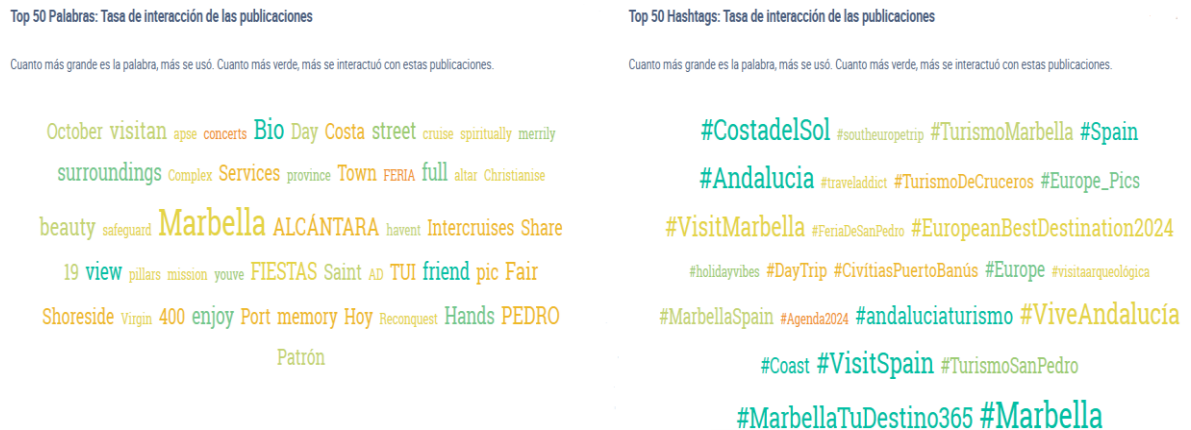 Top 50 Palabras: Tasa de interacción de las publicaciones
Cuanto más grande es la palabra, más se usó. Cuanto más verde, más se interactuó con estas publicaciones.
October visitan apse concerts Bio Day Costa street cruise spiritually merrily
surroundings Complex Services province Town FERIA full altar Christianise
beauty safeguard Marbella ALCÁNTARA havent Intercruises Share
19 view pillars mission youve FIESTAS Saint AD TUI friend pic Fair
Shoreside Virgin 400 enjoy Port memory Hoy Reconquest Hands PEDRO
Patrón
Top 50 Hashtags: Tasa de interacción de las publicaciones
Cuanto más grande es la palabra, más se usó. Cuanto más verde, más se interactuó con estas publicaciones.
#CostadelSol #southeuropetrip #TurismoMarbella #Spain
#Andalucia #traveladdict #TurismoDeCruceros #Europe_Pics
#VisitMarbella #FeriaDeSanPedro #EuropeanBestDestination2024
#holidayvibes #DayTrip #CivítiasPuertoBanús #Europe #visitaarqueológica
#MarbellaSpain #Agenda2024 #andaluciaturismo #ViveAndalucía
#Coast #VisitSpain #TurismoSanPedro
#MarbellaTuDestino365 #Marbella